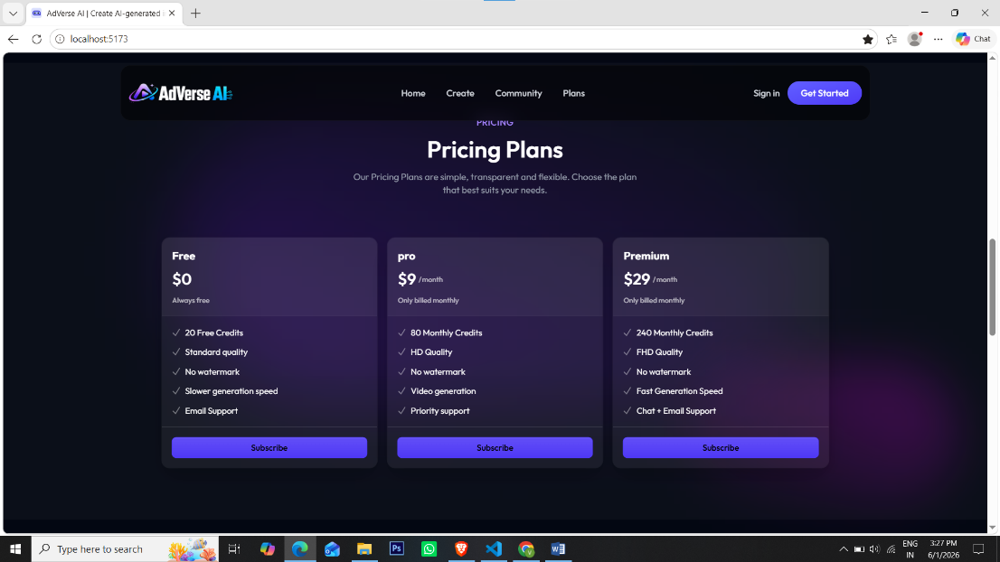 AdVerse AI | Create AI-generated
localhost:5173
Chat
AdVerse AI
Home
Create
Community
Plans
Sign in
Get Started
PRICING
Pricing Plans
Our Pricing Plans are simple, transparent and flexible. Choose the plan
that best suits your needs.
Free
$0
Always free
20 Free Credits
Standard quality
No watermark
Slower generation speed
Email Support
Subscribe
pro
$9 /month
Only billed monthly
80 Monthly Credits
HD Quality
No watermark
Video generation
Priority support
Subscribe
Premium
$29 /month
Only billed monthly
240 Monthly Credits
FHD Quality
No watermark
Fast Generation Speed
Chat + Email Support
Subscribe
Type here to search
Ps
ENG
IN
3:27 PM
6/1/2026